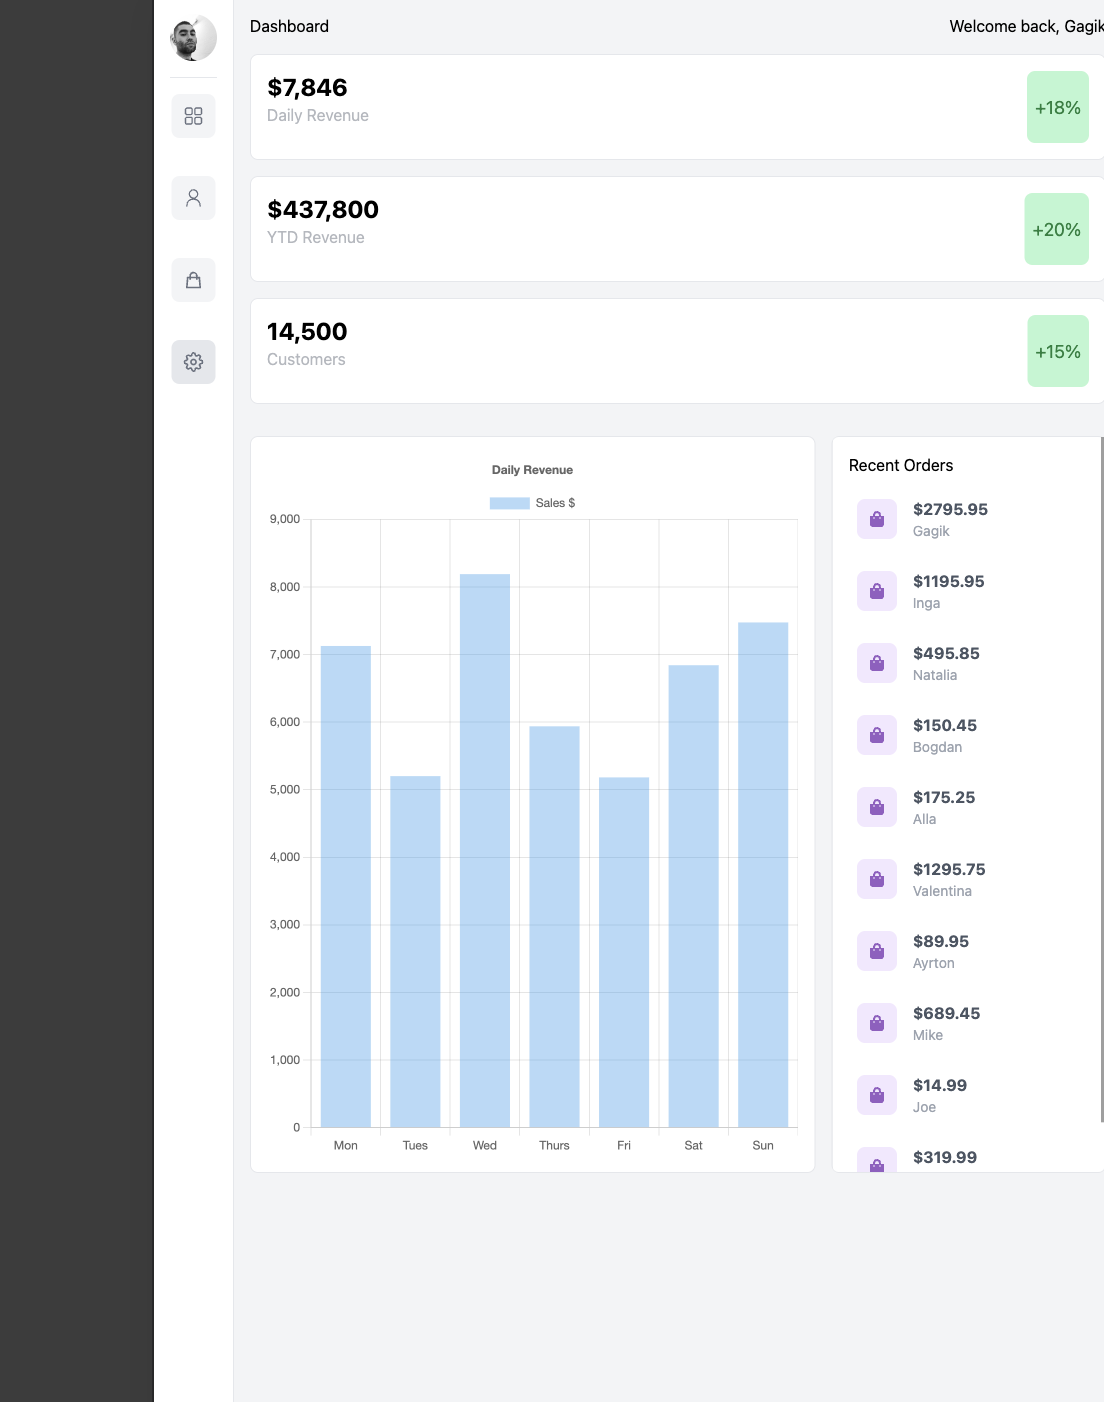 Dashboard
Welcome back, Gagik
$7,846
Daily Revenue
+18%
$437,800
YTD Revenue
+20%
14,500
Customers
+15%
Daily Revenue
Sales $
9,000
8,000
7,000
6,000
5,000
4,000
3,000
2,000
1,000
0
Mon Tues Wed Thurs Fri Sat Sun
Recent Orders
$2795.95
Gagik
$1195.95
Inga
$495.85
Natalia
$150.45
Bogdan
$175.25
Alla
$1295.75
Valentina
$89.95
Ayrton
$689.45
Mike
$14.99
Joe
$319.99